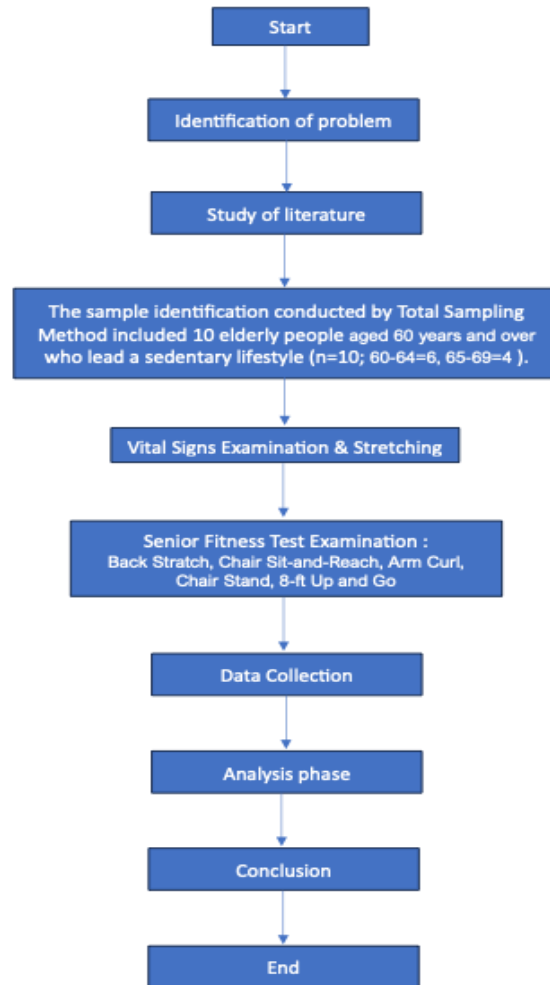 Start
Identification of problem
Study of literature
The sample identification conducted by Total Sampling
Method included 10 elderly people aged 60 years and over
who lead a sedentary lifestyle (n=10; 60-64=6, 65-69=4 ).
Vital Signs Examination & Stretching
Senior Fitness Test Examination :
Back Stratch, Chair Sit-and-Reach, Arm Curl,
Chair Stand, 8-ft Up and Go
Data Collection
Analysis phase
Conclusion
End